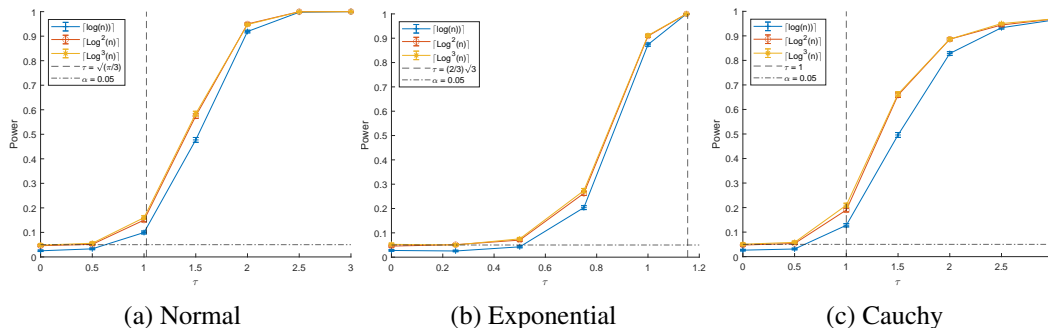 1
0.9
0.8
0.7
0.6
0.5
0.4
0.3
0.2
0.1
0
Power
⌈log(n))⌉
⌈Log²(n)⌉
⌈Log³(n)⌉
τ = √(π/3)
α = 0.05
0 0.5 1 1.5 2 2.5 3
τ
(a) Normal
1
0.9
0.8
0.7
0.6
0.5
0.4
0.3
0.2
0.1
0
Power
⌈log(n))⌉
⌈Log²(n)⌉
⌈Log³(n)⌉
τ = (2/3)√3
α = 0.05
0 0.2 0.4 0.6 0.8 1 1.2
τ
(b) Exponential
1
0.9
0.8
0.7
0.6
0.5
0.4
0.3
0.2
0.1
0
Power
⌈log(n))⌉
⌈Log²(n)⌉
⌈Log³(n)⌉
τ = 1
α = 0.05
0 0.5 1 1.5 2 2.5
τ
(c) Cauchy